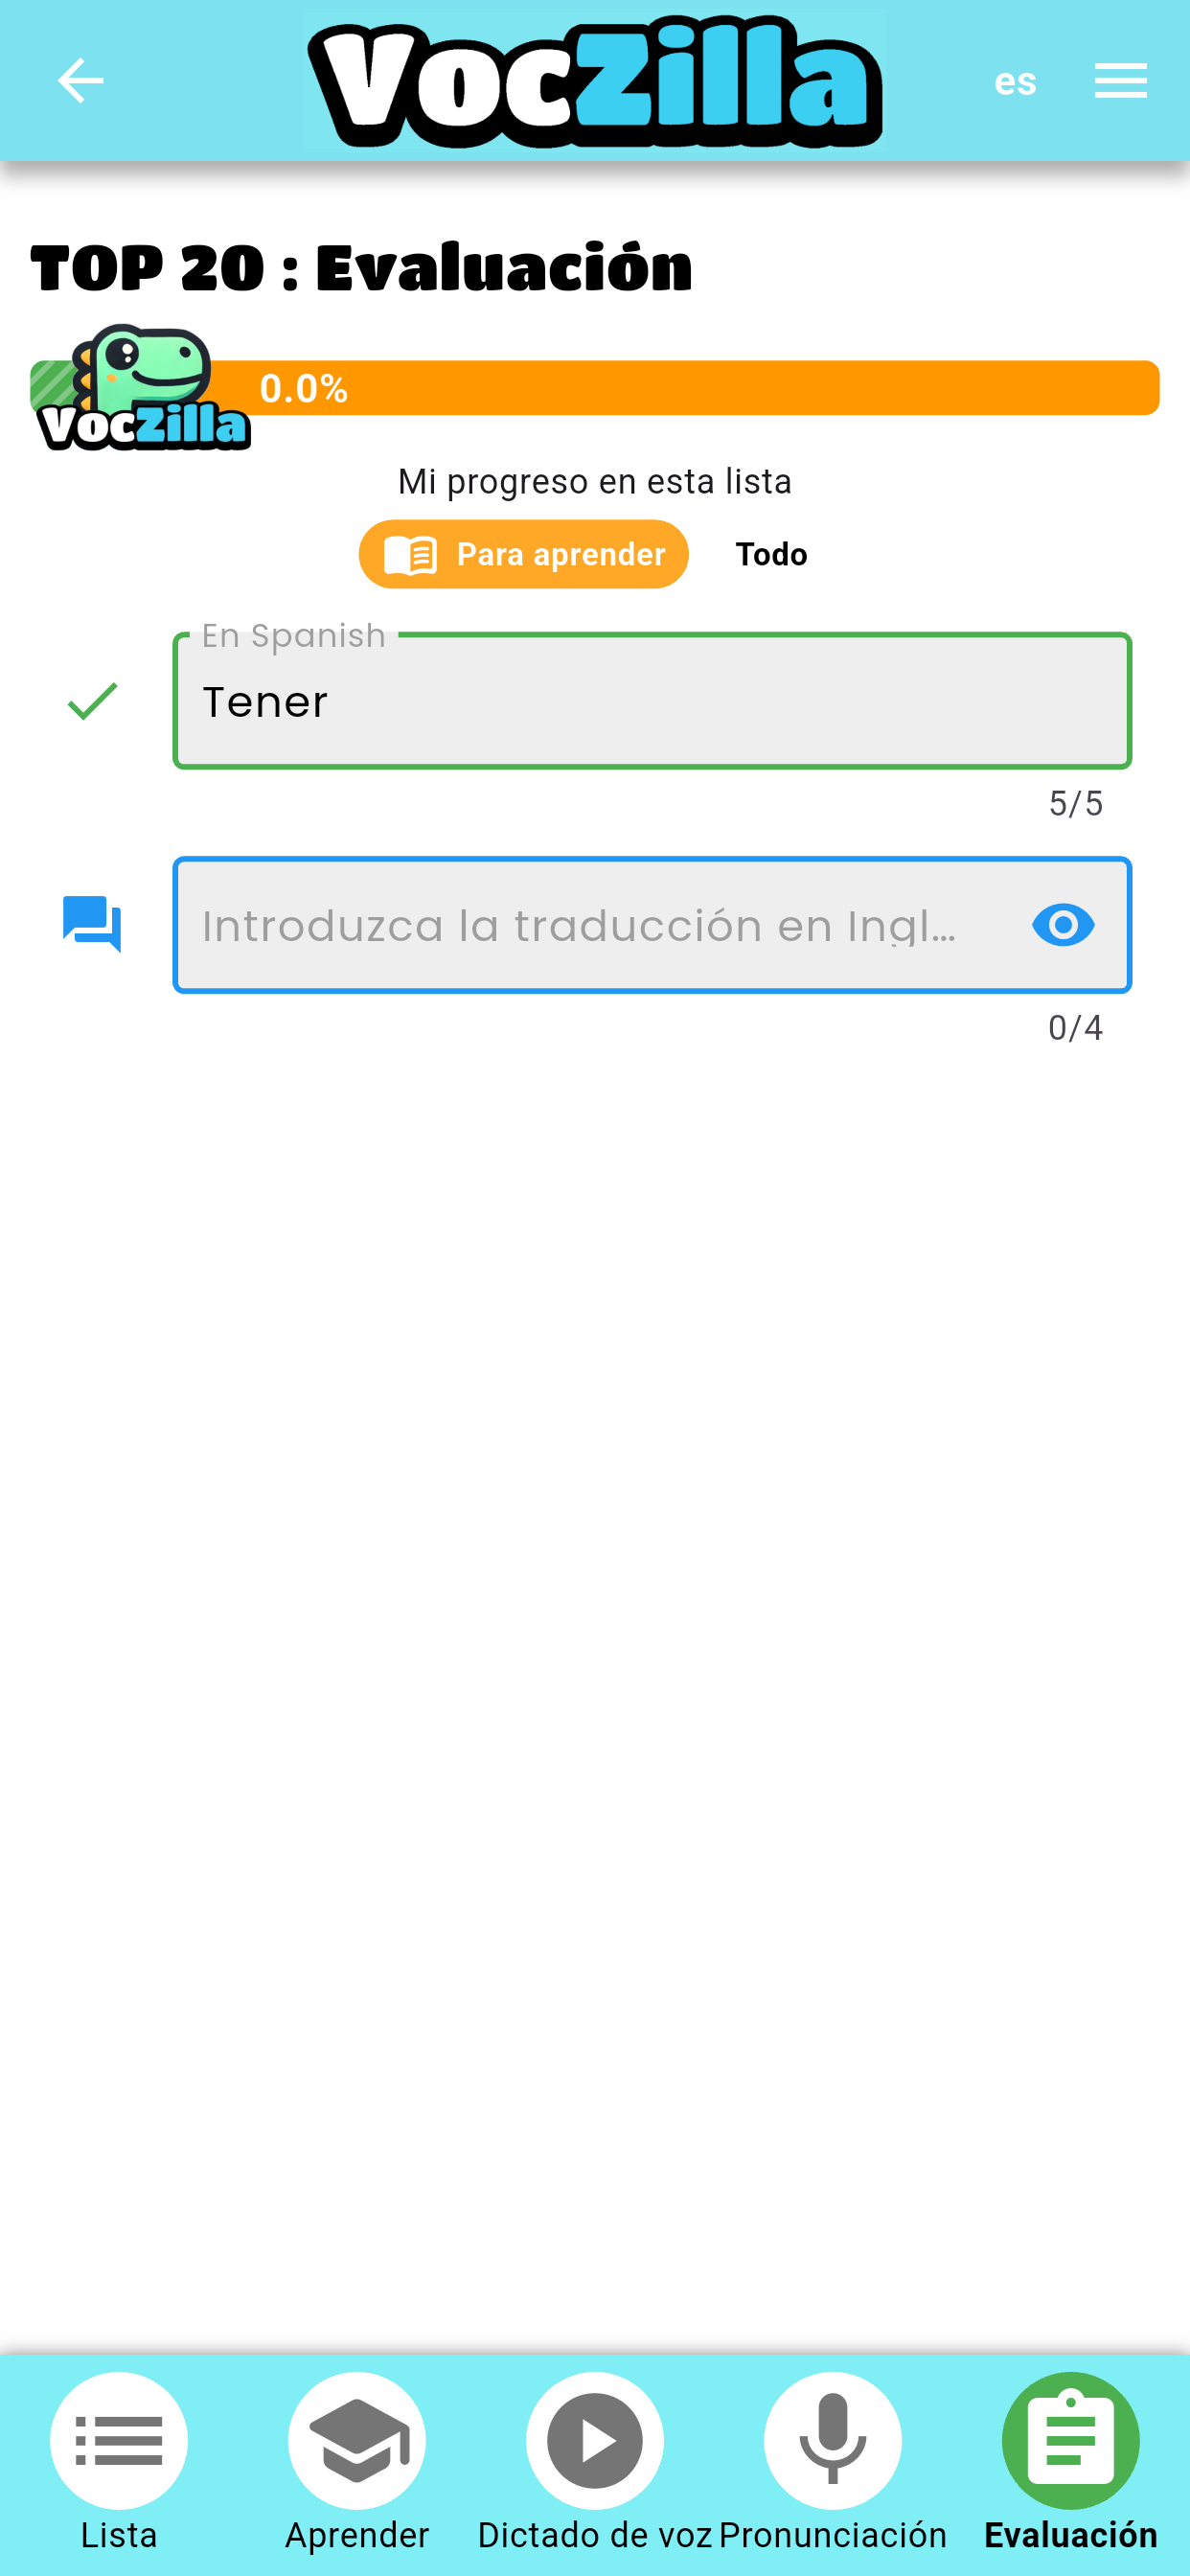 VocZilla
es
TOP 20 : Evaluación
VocZilla
0.0%
Mi progreso en esta lista
Para aprender
Todo
En Spanish
Tener
5/5
Introduzca la traducción en Ingl...
0/4
Lista
Aprender
Dictado de voz
Pronunciación
Evaluación